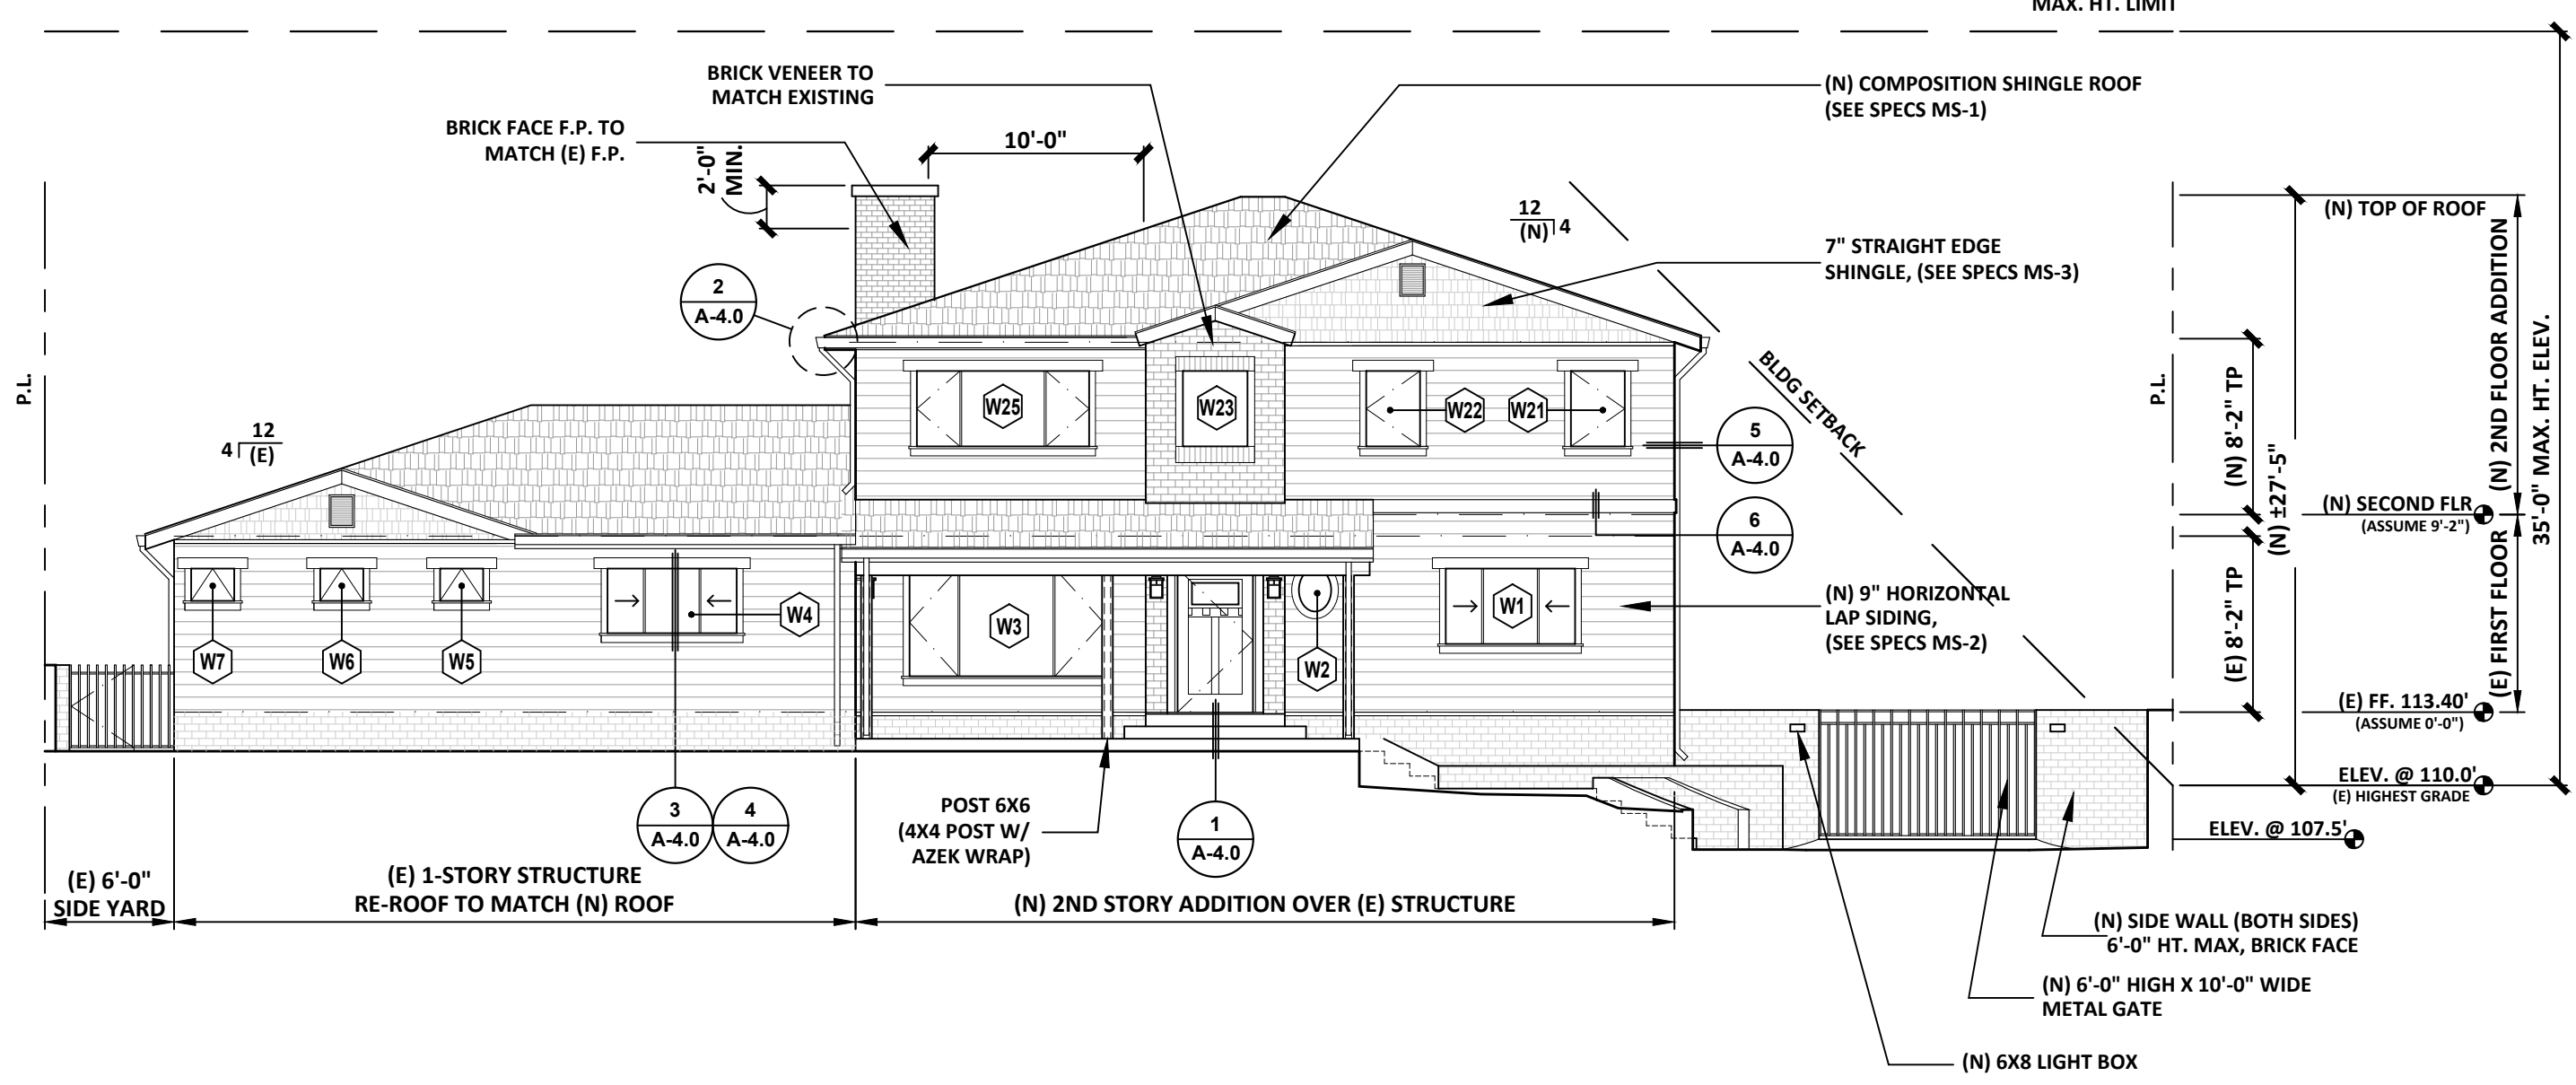 MAX. HT. LIMIT
BRICK VENEER TO
MATCH EXISTING
(N) COMPOSITION SHINGLE ROOF
(SEE SPECS MS-1)
BRICK FACE F.P. TO
MATCH (E) F.P.
2'-0"
MIN.
10'-0"
12
(N) 4
(N) TOP OF ROOF
7" STRAIGHT EDGE
SHINGLE, (SEE SPECS MS-3)
2
A-4.0
P.L.
P.L.
BLDG SETBACK
(N) 8'-2" TP
(N) ±27'-5"
(N) 2ND FLOOR ADDITION
35'-0" MAX. HT. ELEV.
W25
W23
W22
W21
5
A-4.0
12
4 (E)
(N) SECOND FLR
(ASSUME 9'-2")
6
A-4.0
(E) 8'-2" TP
(E) FIRST FLOOR
W7
W6
W5
W4
W3
W2
W1
(N) 9" HORIZONTAL
LAP SIDING,
(SEE SPECS MS-2)
(E) FF. 113.40'
(ASSUME 0'-0")
ELEV. @ 110.0'
(E) HIGHEST GRADE
ELEV. @ 107.5'
3
A-4.0
4
A-4.0
POST 6X6
(4X4 POST W/
AZEK WRAP)
1
A-4.0
(E) 6'-0"
SIDE YARD
(E) 1-STORY STRUCTURE
RE-ROOF TO MATCH (N) ROOF
(N) 2ND STORY ADDITION OVER (E) STRUCTURE
(N) SIDE WALL (BOTH SIDES)
6'-0" HT. MAX, BRICK FACE
(N) 6'-0" HIGH X 10'-0" WIDE
METAL GATE
(N) 6X8 LIGHT BOX